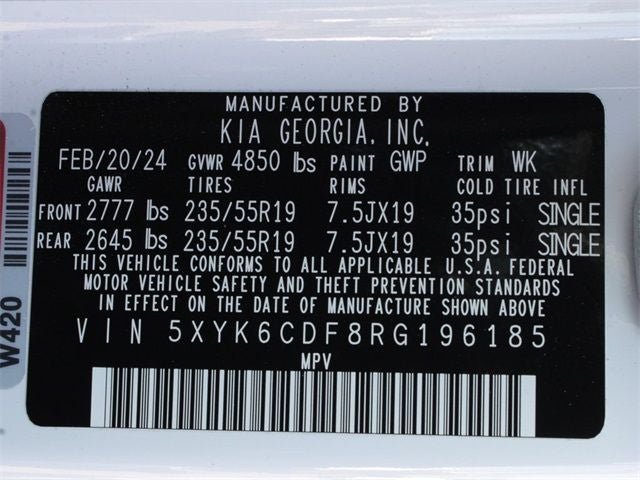 MANUFACTURED BY
KIA GEORGIA, INC.
FEB/20/24 GVWR 4850 lbs PAINT GWP TRIM WK
GAWR TIRES RIMS COLD TIRE INFL
FRONT 2777 lbs 235/55R19 7.5JX19 35psi SINGLE
REAR 2645 lbs 235/55R19 7.5JX19 35psi SINGLE
THIS VEHICLE CONFORMS TO ALL APPLICABLE U.S.A. FEDERAL
MOTOR VEHICLE SAFETY AND THEFT PREVENTION STANDARDS
IN EFFECT ON THE DATE OF MANUFACTURE SHOWN ABOVE
VIN 5XYK6CDF8RG196185
MPV
W420